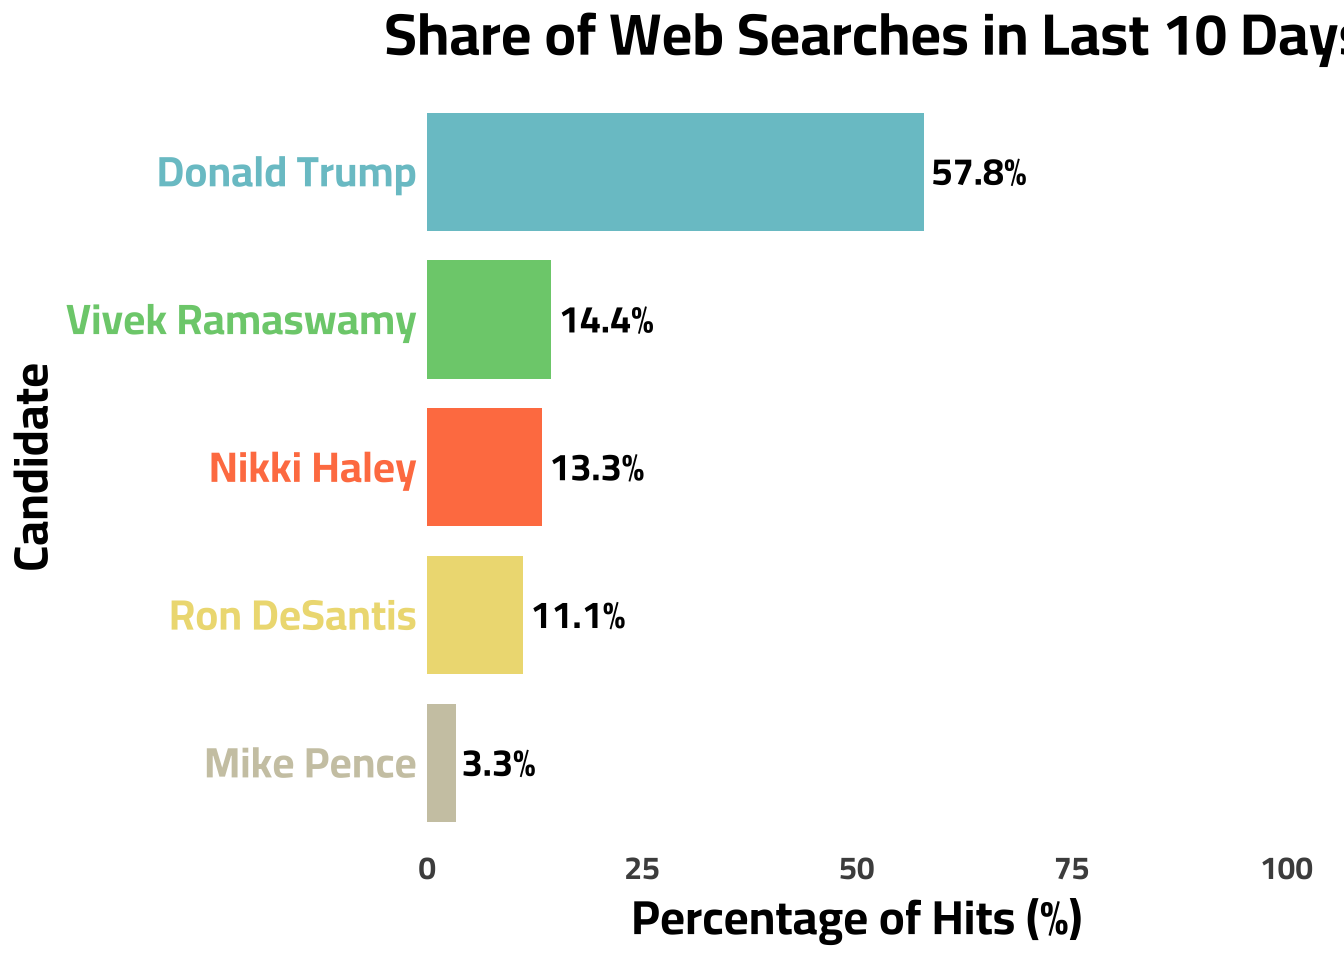 Share of Web Searches in Last 10 Days
Donald Trump 57.8%
Vivek Ramaswamy 14.4%
Nikki Haley 13.3%
Ron DeSantis 11.1%
Mike Pence 3.3%
Candidate
0 25 50 75 100
Percentage of Hits (%)